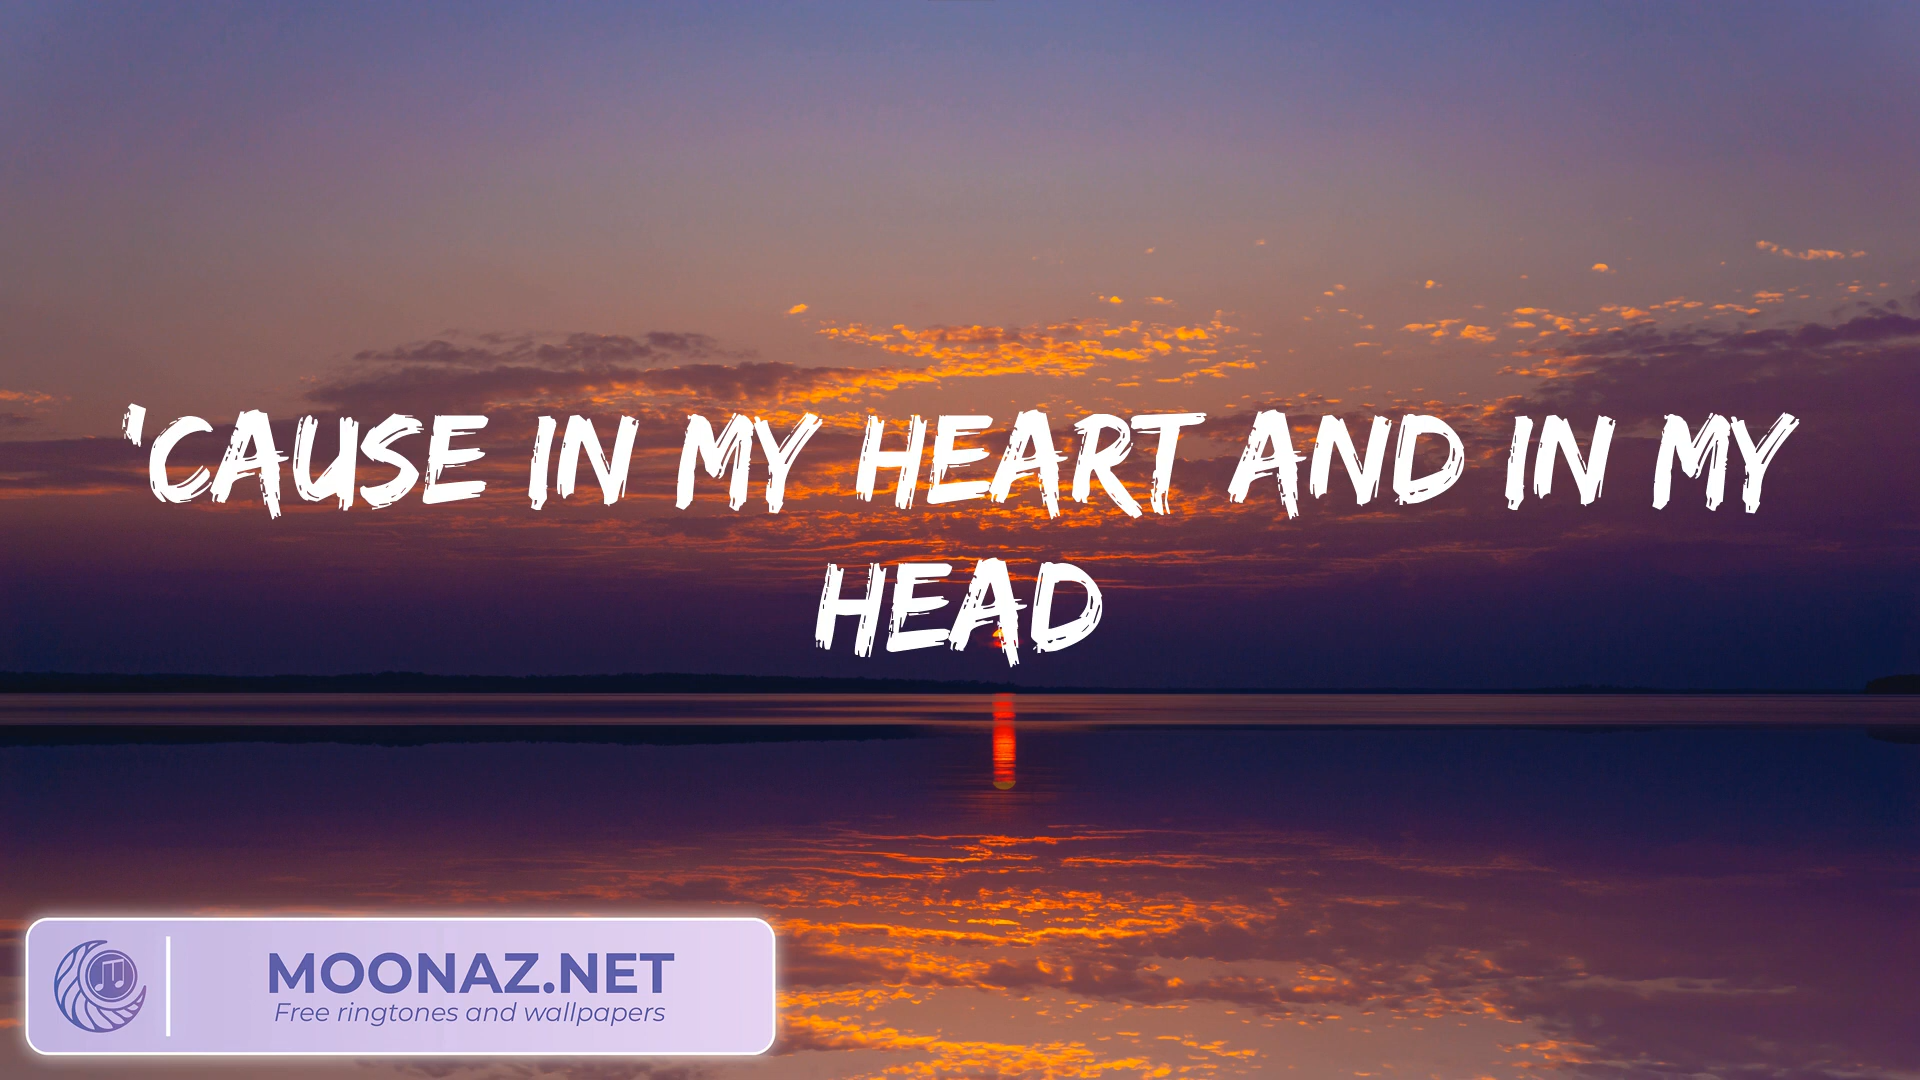 'CAUSE IN MY HEART AND IN MY
HEAD
MOONAZ.NET
Free ringtones and wallpapers